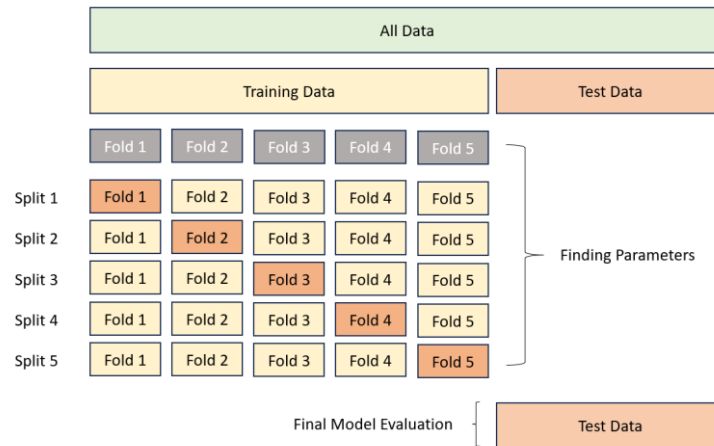 All Data
Training Data Test Data
Fold 1 Fold 2 Fold 3 Fold 4 Fold 5
Split 1 Fold 1 Fold 2 Fold 3 Fold 4 Fold 5
Split 2 Fold 1 Fold 2 Fold 3 Fold 4 Fold 5
Finding Parameters
Split 3 Fold 1 Fold 2 Fold 3 Fold 4 Fold 5
Split 4 Fold 1 Fold 2 Fold 3 Fold 4 Fold 5
Split 5 Fold 1 Fold 2 Fold 3 Fold 4 Fold 5
Final Model Evaluation Test Data